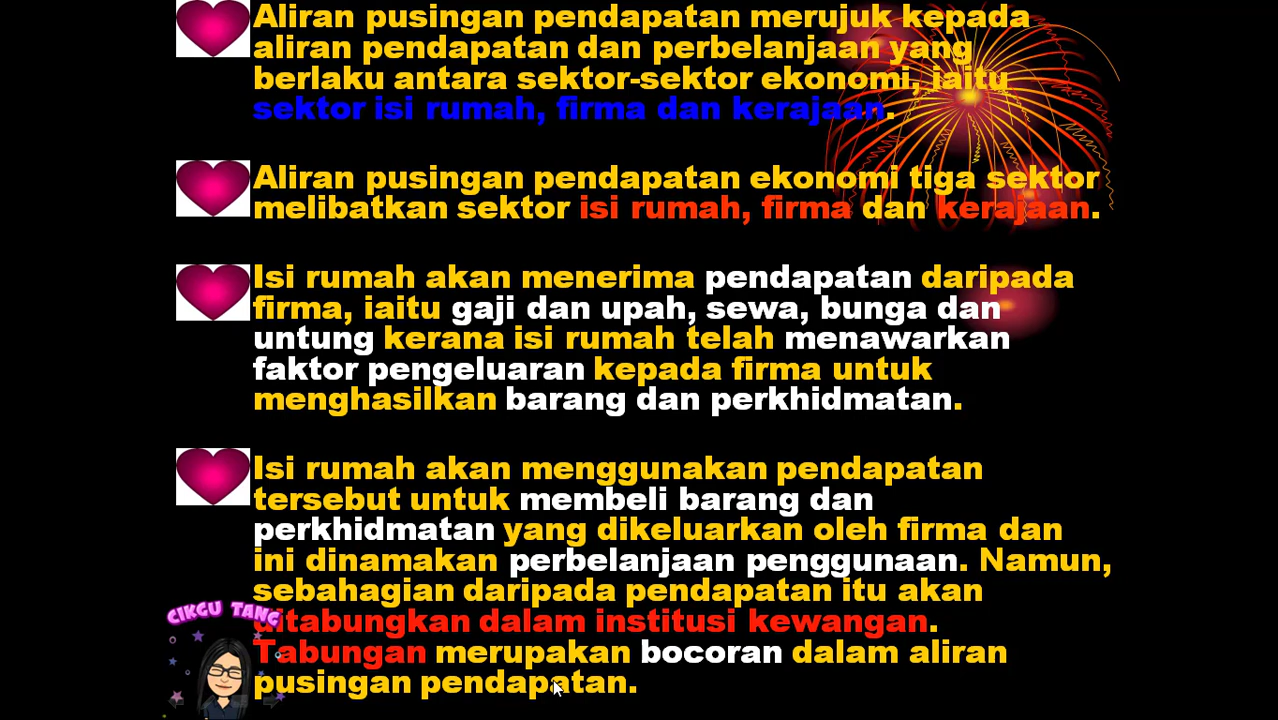 Aliran pusingan pendapatan merujuk kepada
aliran pendapatan dan perbelanjaan yang
berlaku antara sektor-sektor ekonomi, iaitu
sektor isi rumah, firma dan kerajaan.
Aliran pusingan pendapatan ekonomi tiga sektor
melibatkan sektor isi rumah, firma dan kerajaan.
Isi rumah akan menerima pendapatan daripada
firma, iaitu gaji dan upah, sewa, bunga dan
untung kerana isi rumah telah menawarkan
faktor pengeluaran kepada firma untuk
menghasilkan barang dan perkhidmatan.
Isi rumah akan menggunakan pendapatan
tersebut untuk membeli barang dan
perkhidmatan yang dikeluarkan oleh firma dan
ini dinamakan perbelanjaan penggunaan. Namun,
sebahagian daripada pendapatan itu akan
ditabungkan dalam institusi kewangan.
Tabungan merupakan bocoran dalam aliran
pusingan pendapatan.
CIKGU TANG